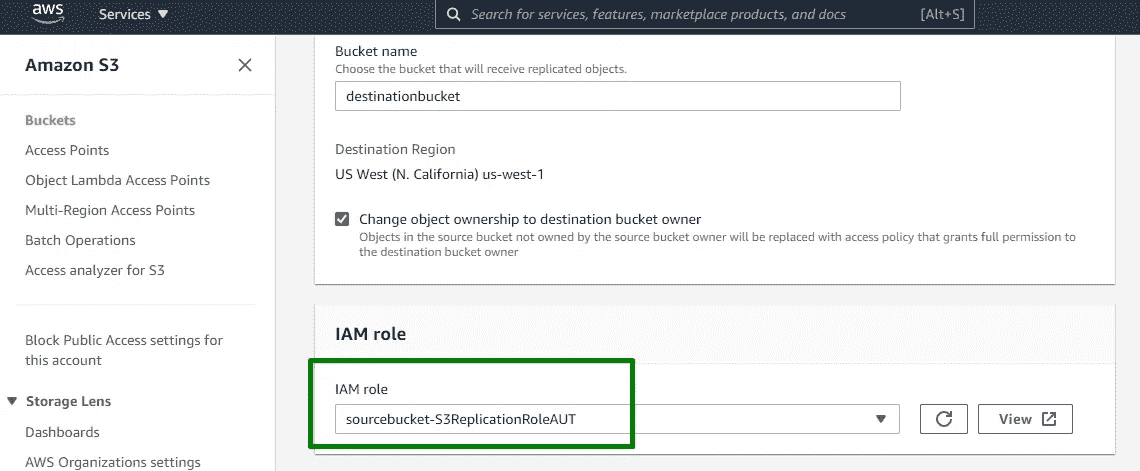 aws
Services
Search for services, features, marketplace products, and docs
[Alt+S]
Amazon S3
Buckets
Access Points
Object Lambda Access Points
Multi-Region Access Points
Batch Operations
Access analyzer for S3
Block Public Access settings for
this account
Storage Lens
Dashboards
AWS Organizations settings
Bucket name
Choose the bucket that will receive replicated objects.
destinationbucket
Destination Region
US West (N. California) us-west-1
Change object ownership to destination bucket owner
Objects in the source bucket not owned by the source bucket owner will be replaced with access policy that grants full permission to
the destination bucket owner
IAM role
IAM role
sourcebucket-S3ReplicationRoleAUT
View